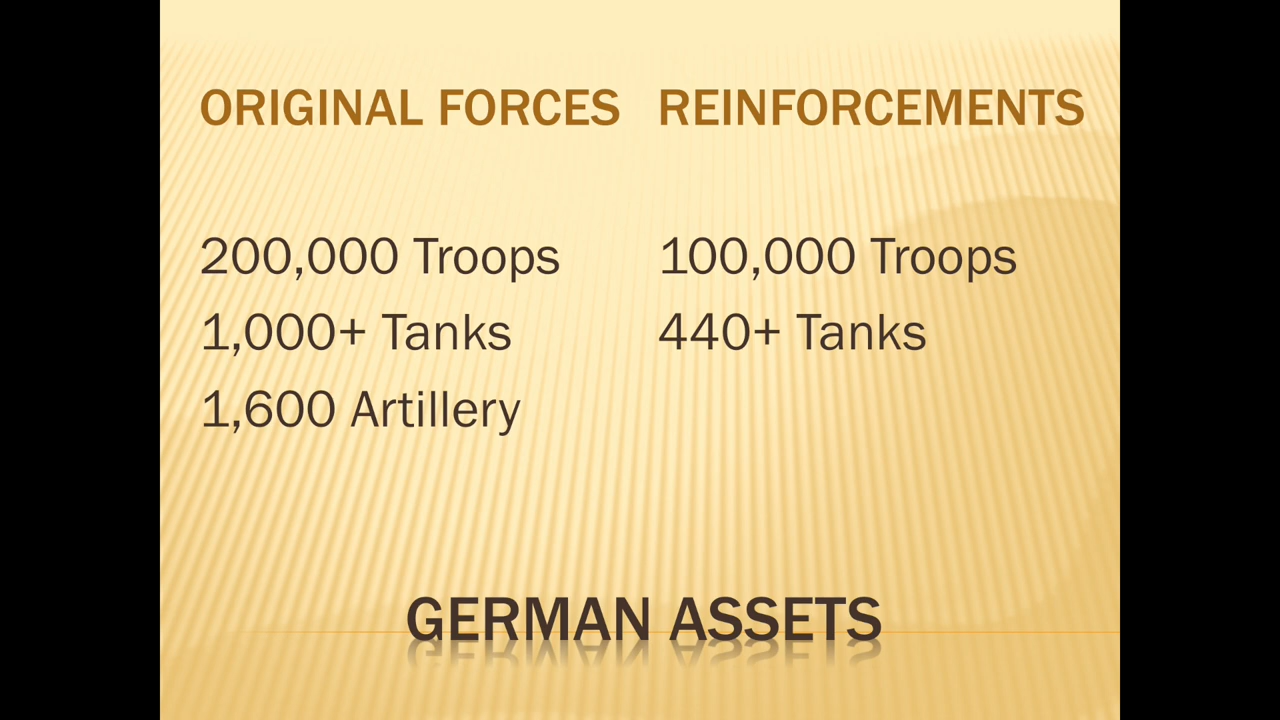 ORIGINAL FORCES
200,000 Troops
1,000+ Tanks
1,600 Artillery
REINFORCEMENTS
100,000 Troops
440+ Tanks
GERMAN ASSETS